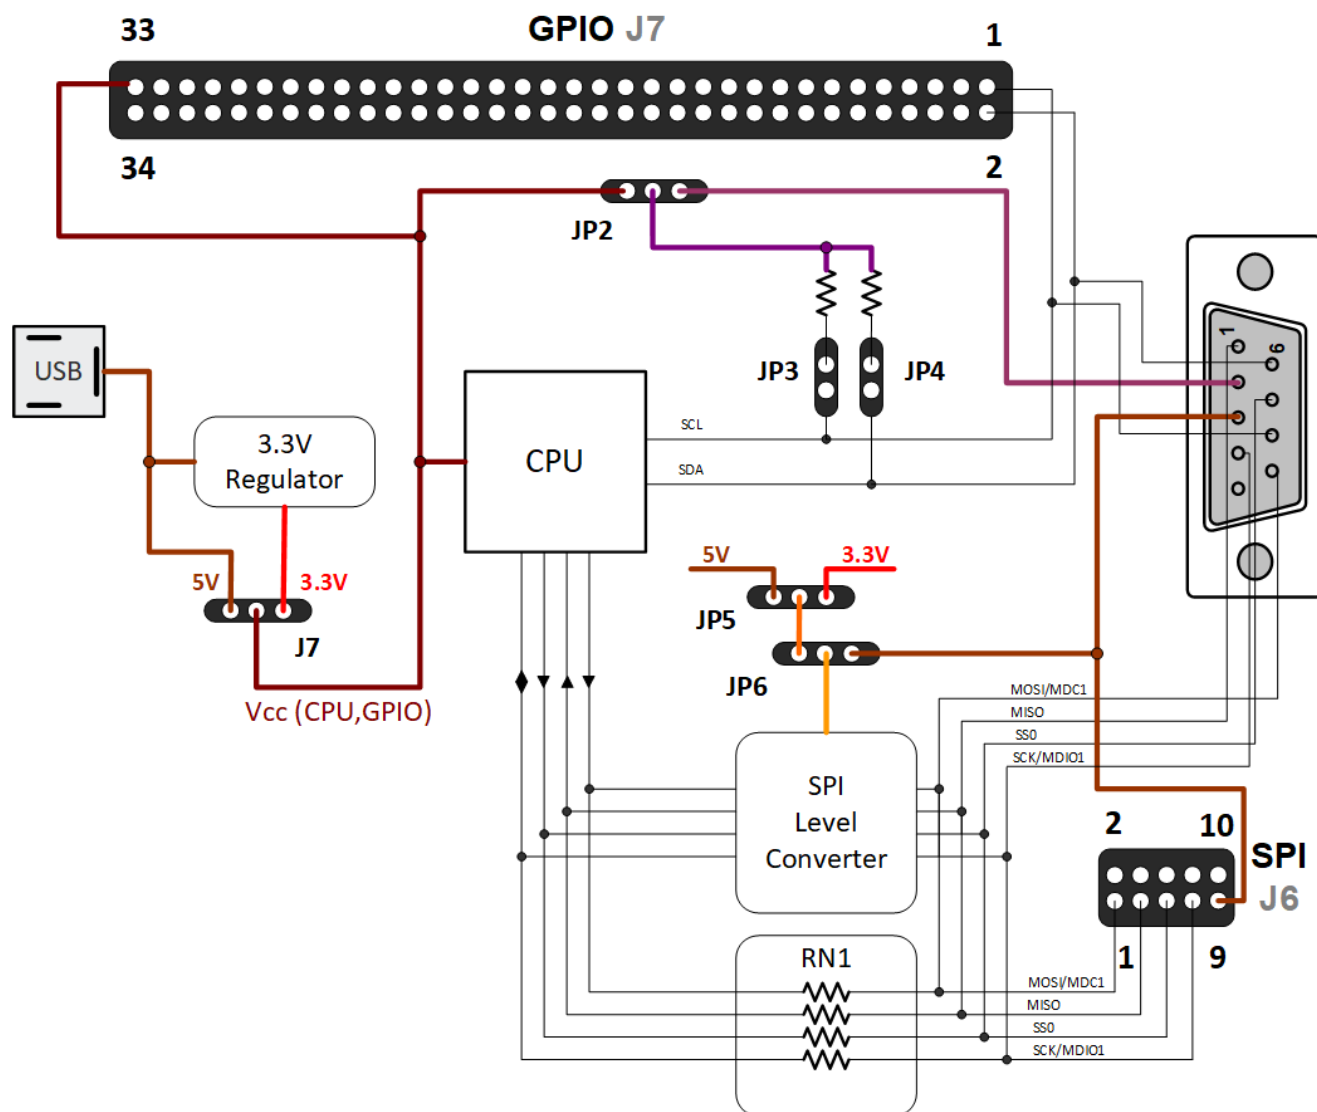 GPIO J7
33
1
34
2
JP2
USB
3.3V
Regulator
5V
3.3V
J7
Vcc (CPU,GPIO)
CPU
SCL
SDA
JP3
JP4
1
6
5V
3.3V
JP5
JP6
MOSI/MDC1
MISO
SS0
SCK/MDIO1
SPI
Level
Converter
2
10
SPI
J6
1
9
RN1
MOSI/MDC1
MISO
SS0
SCK/MDIO1